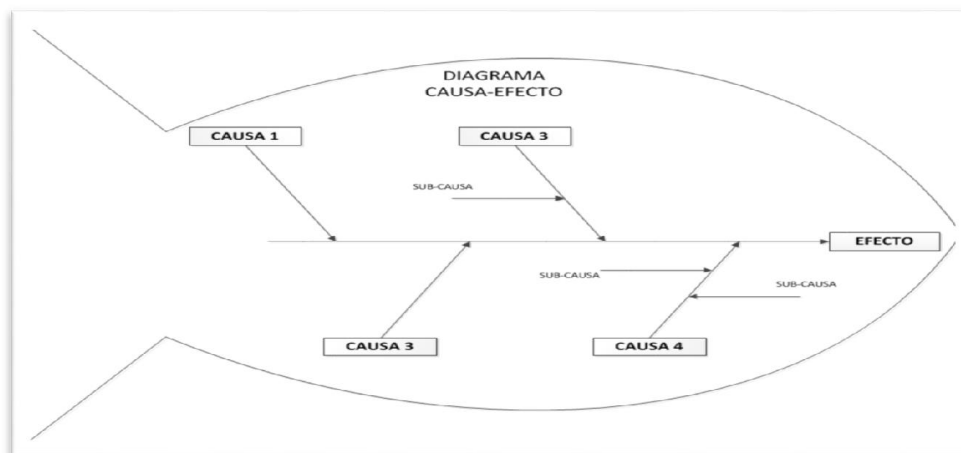 DIAGRAMA
CAUSA-EFECTO
CAUSA 1
CAUSA 3
SUB-CAUSA
EFECTO
SUB-CAUSA
SUB-CAUSA
CAUSA 3
CAUSA 4